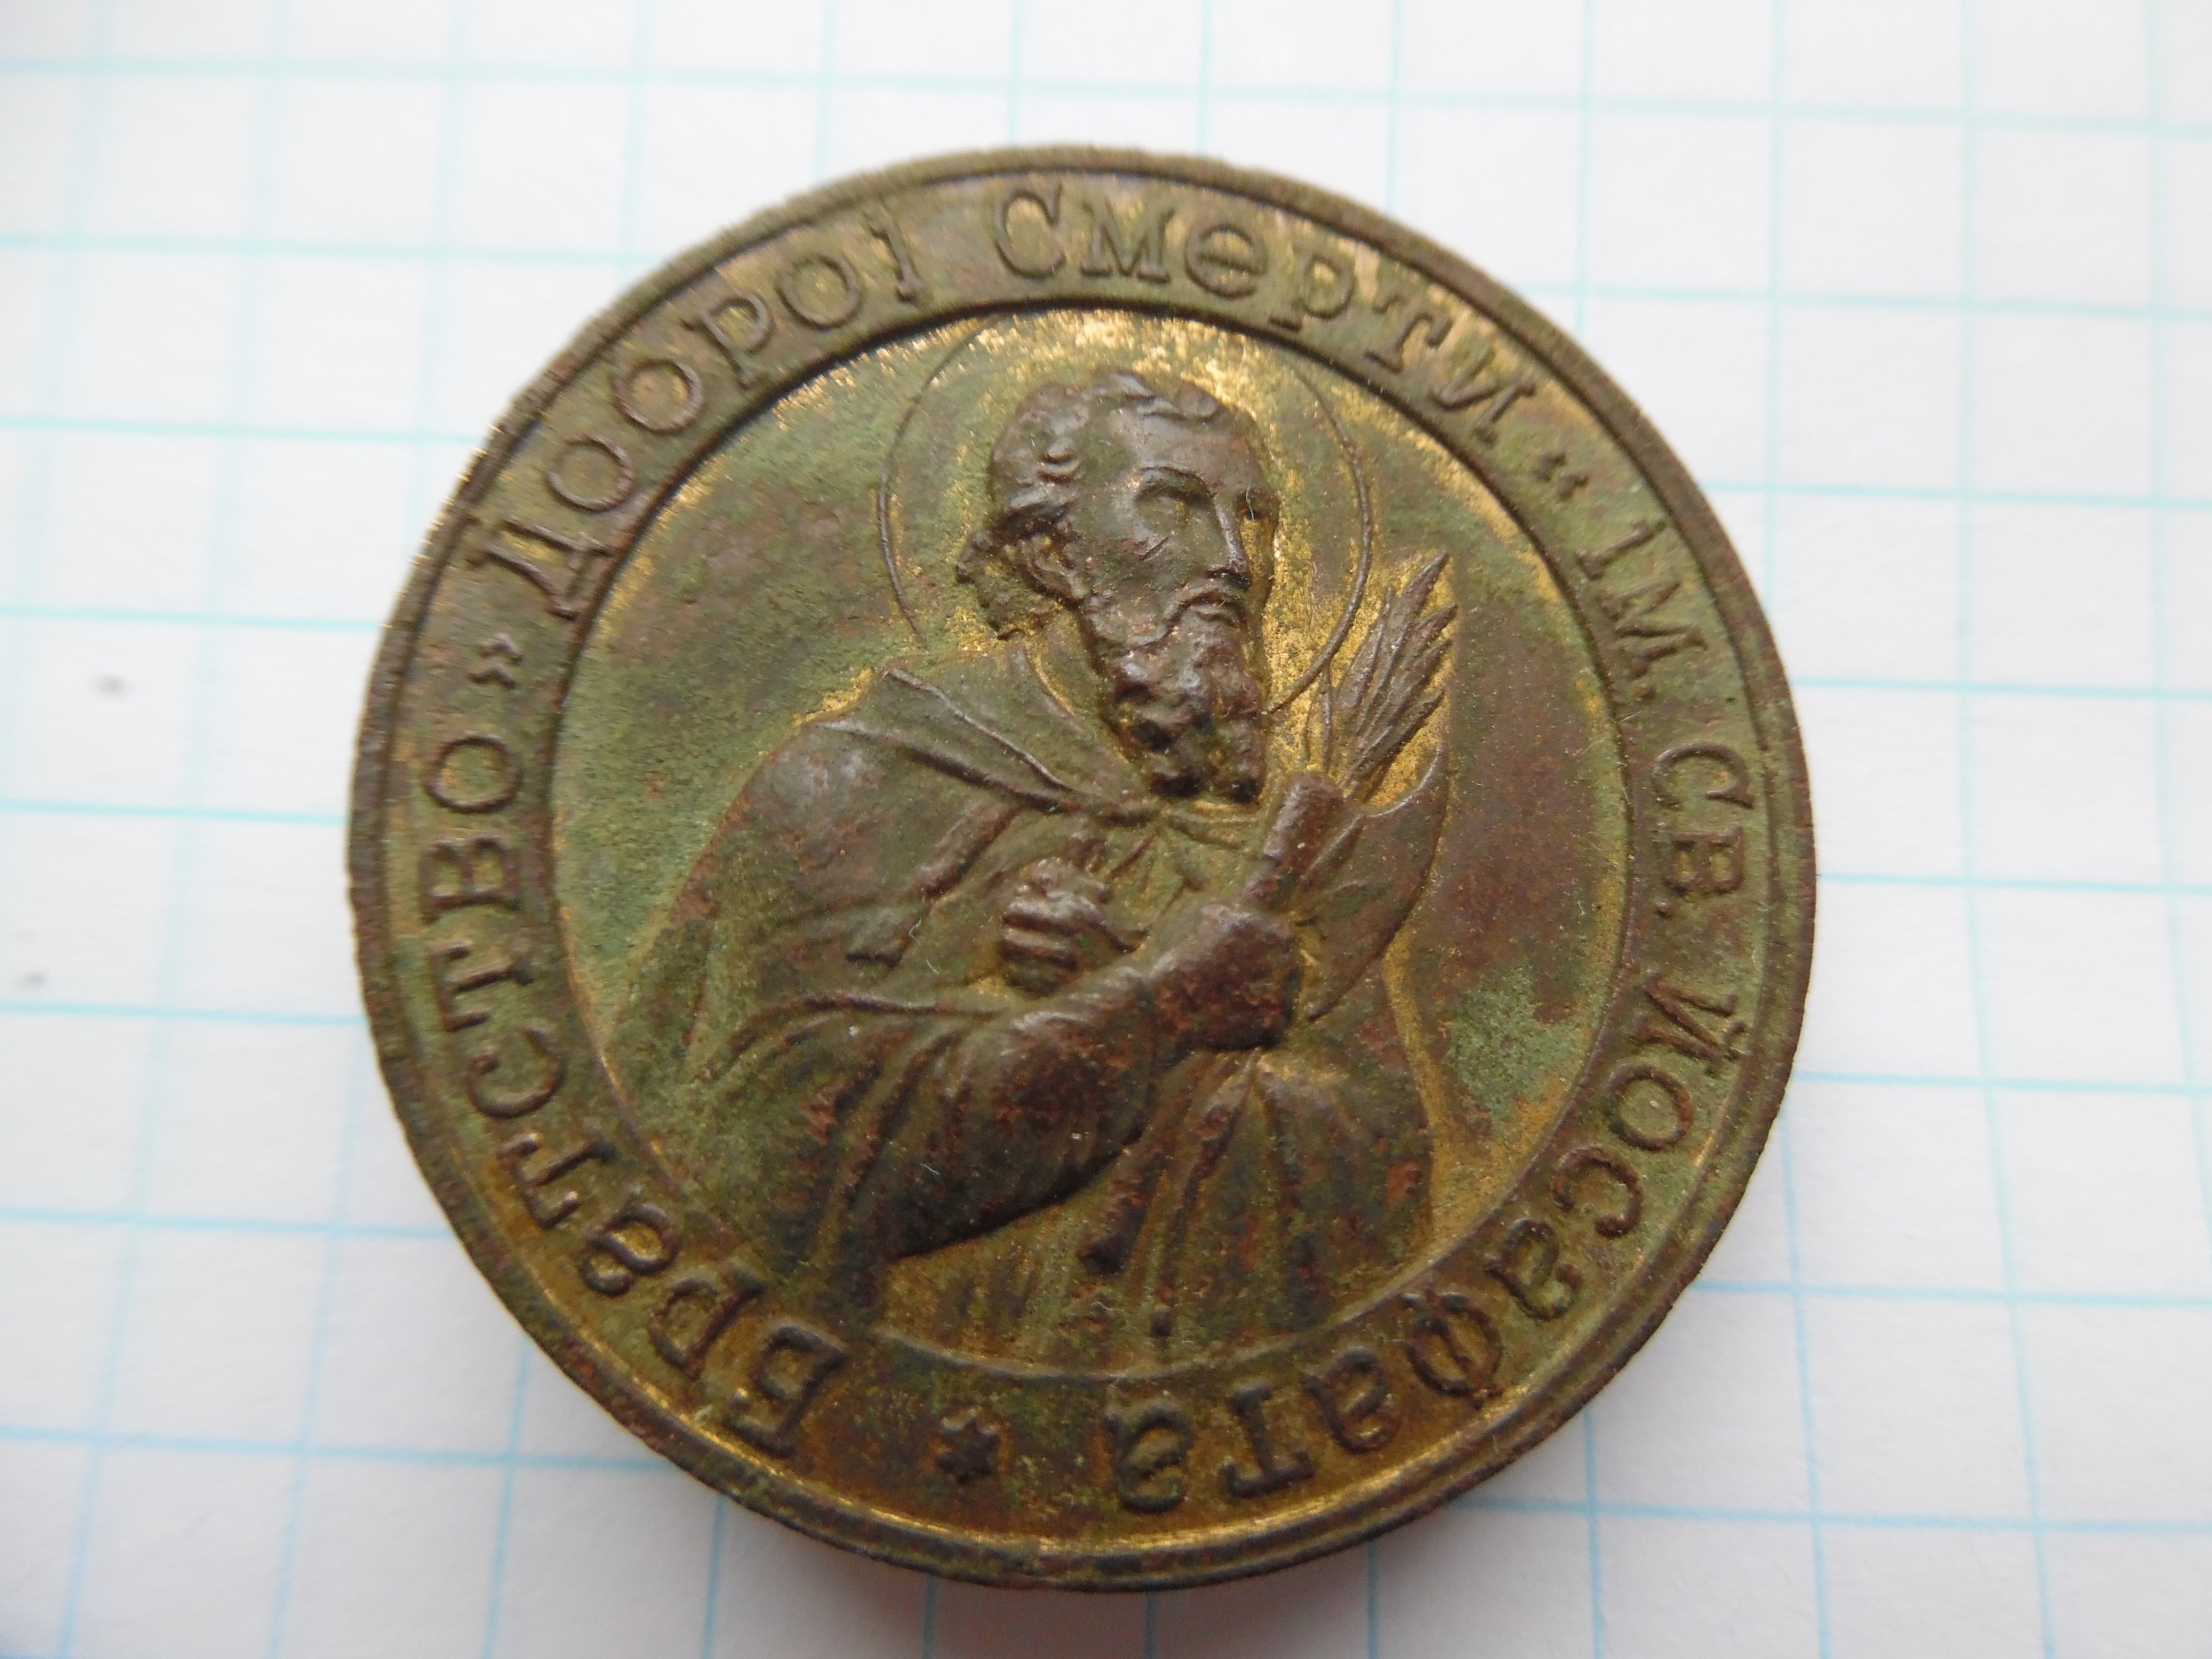 Братство „Доброї Смерти“ ім. св. Йосафата *